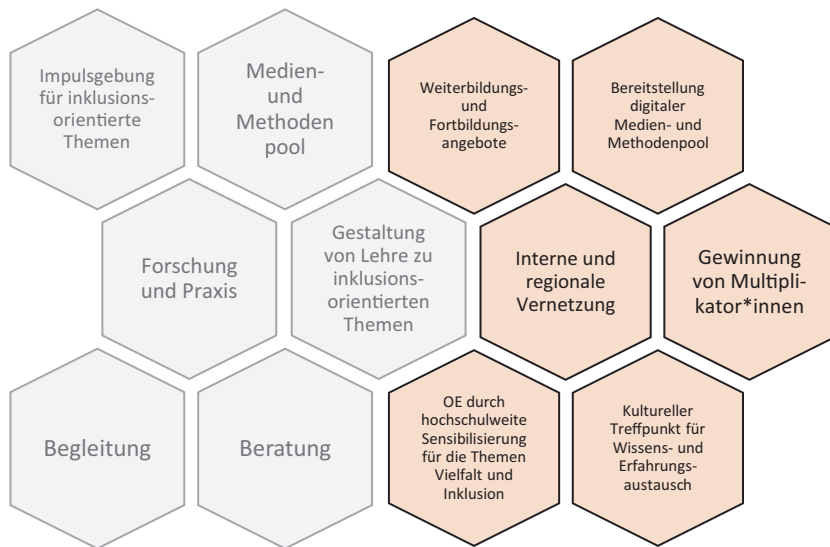 Impulsgebung
für inklusions-
orientierte
Themen
Medien-
und
Methoden
pool
Weiterbildungs-
und
Fortbildungs-
angebote
Bereitstellung
digitaler
Medien- und
Methodenpool
Forschung
und Praxis
Gestaltung
von Lehre zu
inklusions-
orientierten
Themen
Interne und
regionale
Vernetzung
Gewinnung
von Multipli-
kator*innen
Begleitung
Beratung
OE durch
hochschulweite
Sensibilisierung
für die Themen
Vielfalt und
Inklusion
Kultureller
Treffpunkt für
Wissens- und
Erfahrungs-
austausch